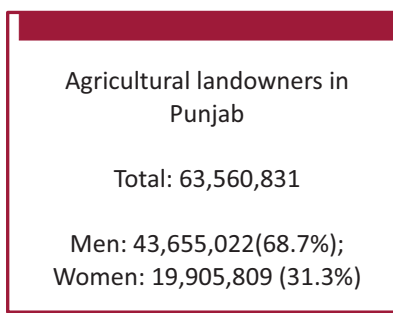 Agricultural landowners in
Punjab
Total: 63,560,831
Men: 43,655,022(68.7%);
Women: 19,905,809 (31.3%)